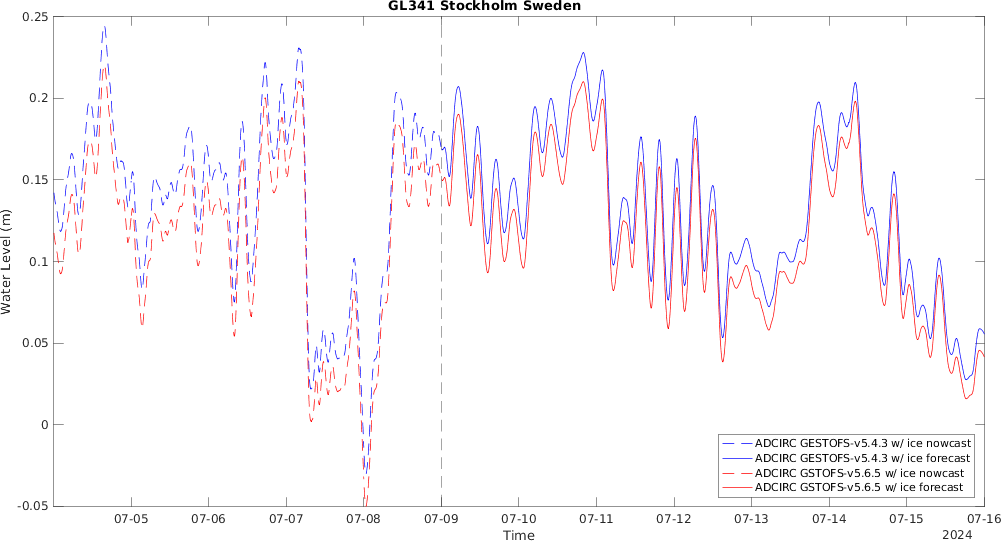 GL341 Stockholm Sweden
0.25
0.2
0.15
0.1
0.05
0
-0.05
Water Level (m)
07-05 07-06 07-07 07-08 07-09 07-10 07-11 07-12 07-13 07-14 07-15 07-16
Time
2024
ADCIRC GESTOFS-v5.4.3 w/ ice nowcast
ADCIRC GESTOFS-v5.4.3 w/ ice forecast
ADCIRC GSTOFS-v5.6.5 w/ ice nowcast
ADCIRC GSTOFS-v5.6.5 w/ ice forecast